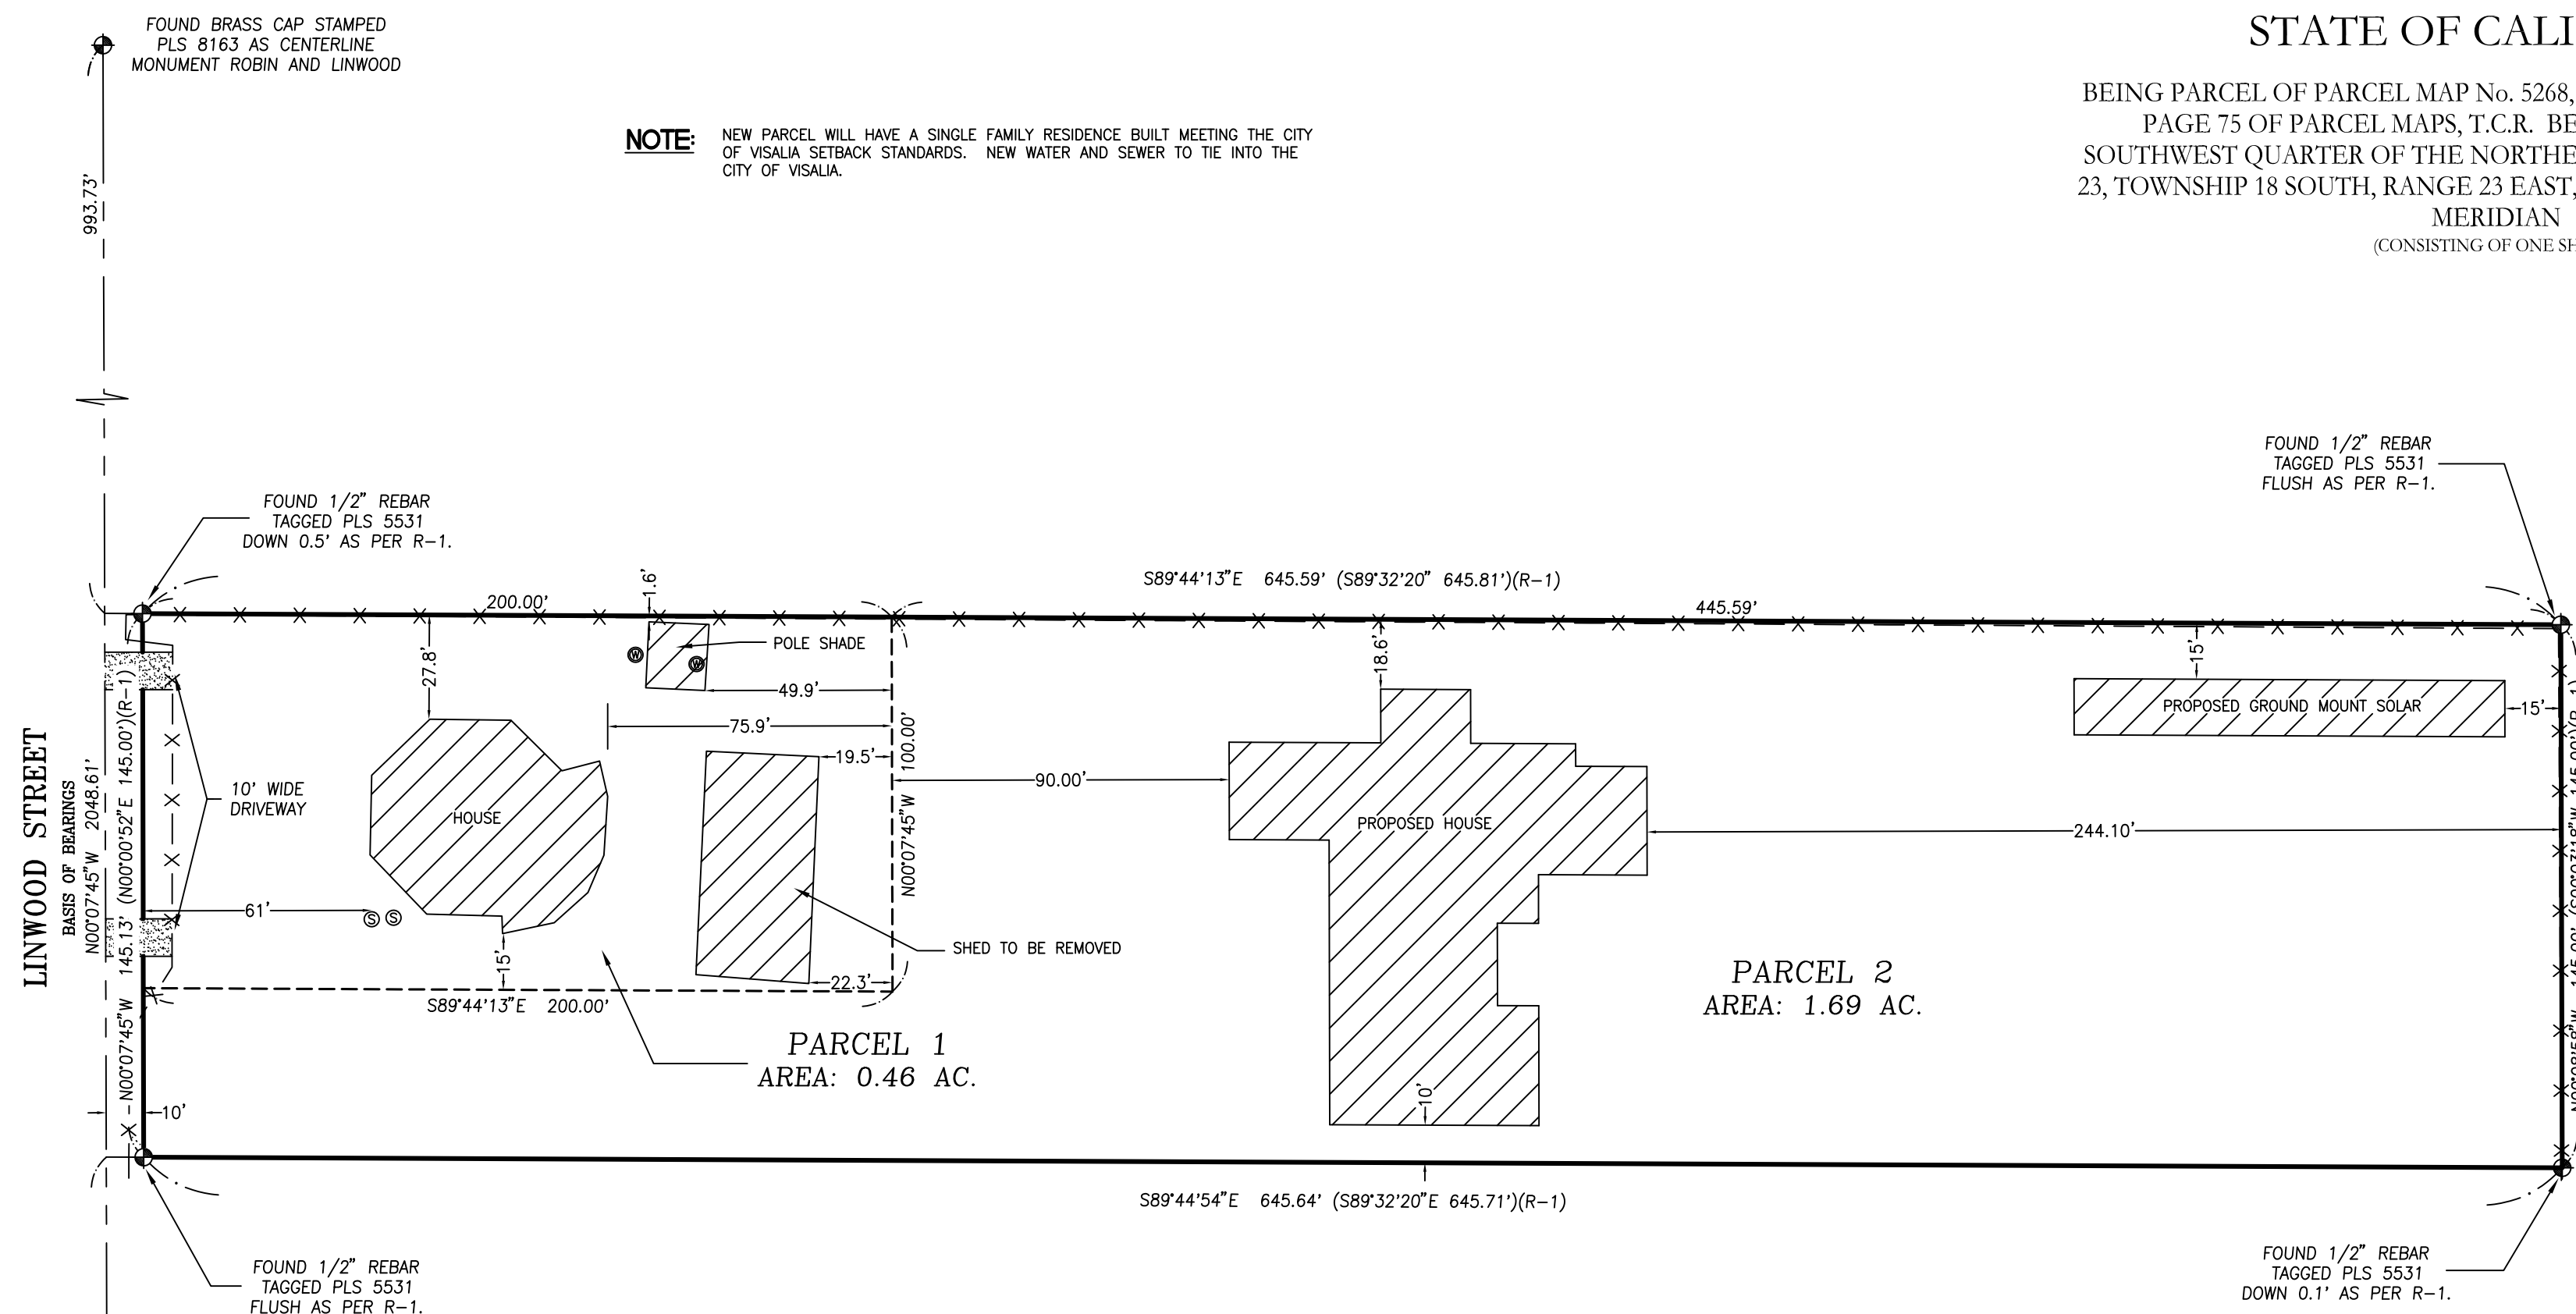 FOUND BRASS CAP STAMPED
PLS 8163 AS CENTERLINE
MONUMENT ROBIN AND LINWOOD
993.73'
NOTE: NEW PARCEL WILL HAVE A SINGLE FAMILY RESIDENCE BUILT MEETING THE CITY
OF VISALIA SETBACK STANDARDS. NEW WATER AND SEWER TO TIE INTO THE
CITY OF VISALIA.
STATE OF CALI
BEING PARCEL OF PARCEL MAP No. 5268,
PAGE 75 OF PARCEL MAPS, T.C.R. BE
SOUTHWEST QUARTER OF THE NORTHE
23, TOWNSHIP 18 SOUTH, RANGE 23 EAST,
MERIDIAN
(CONSISTING OF ONE SH
FOUND 1/2" REBAR
TAGGED PLS 5531
DOWN 0.5' AS PER R-1.
FOUND 1/2" REBAR
TAGGED PLS 5531
FLUSH AS PER R-1.
S89°44'13"E 645.59' (S89°32'20" 645.81')(R-1)
200.00'
1.6'
445.59'
POLE SHADE
W
W
27.8'
49.9'
75.9'
19.5'
18.6'
15'
PROPOSED GROUND MOUNT SOLAR
15'
N00°07'45"W 100.00'
90.00'
LINWOOD STREET
BASIS OF BEARINGS
N00°07'45"W 2048.61'
N00°07'45"W 145.13' (N00°00'52"E 145.00')(R-1)
10' WIDE
DRIVEWAY
HOUSE
PROPOSED HOUSE
244.10'
61'
S
S
15'
SHED TO BE REMOVED
22.3'
S89°44'13"E 200.00'
PARCEL 1
AREA: 0.46 AC.
PARCEL 2
AREA: 1.69 AC.
10'
10'
S89°44'54"E 645.64' (S89°32'20"E 645.71')(R-1)
FOUND 1/2" REBAR
TAGGED PLS 5531
FLUSH AS PER R-1.
FOUND 1/2" REBAR
TAGGED PLS 5531
DOWN 0.1' AS PER R-1.